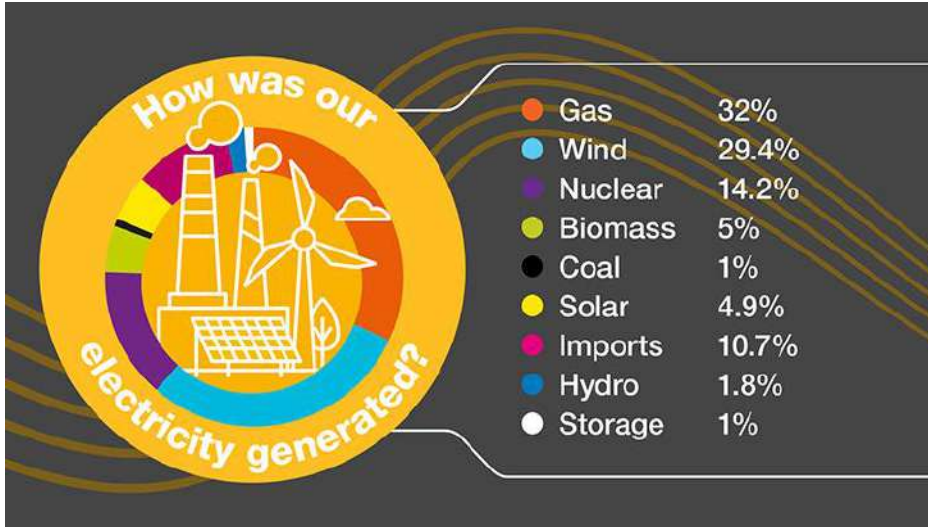 How was our
electricity generated?
Gas 32%
Wind 29.4%
Nuclear 14.2%
Biomass 5%
Coal 1%
Solar 4.9%
Imports 10.7%
Hydro 1.8%
Storage 1%